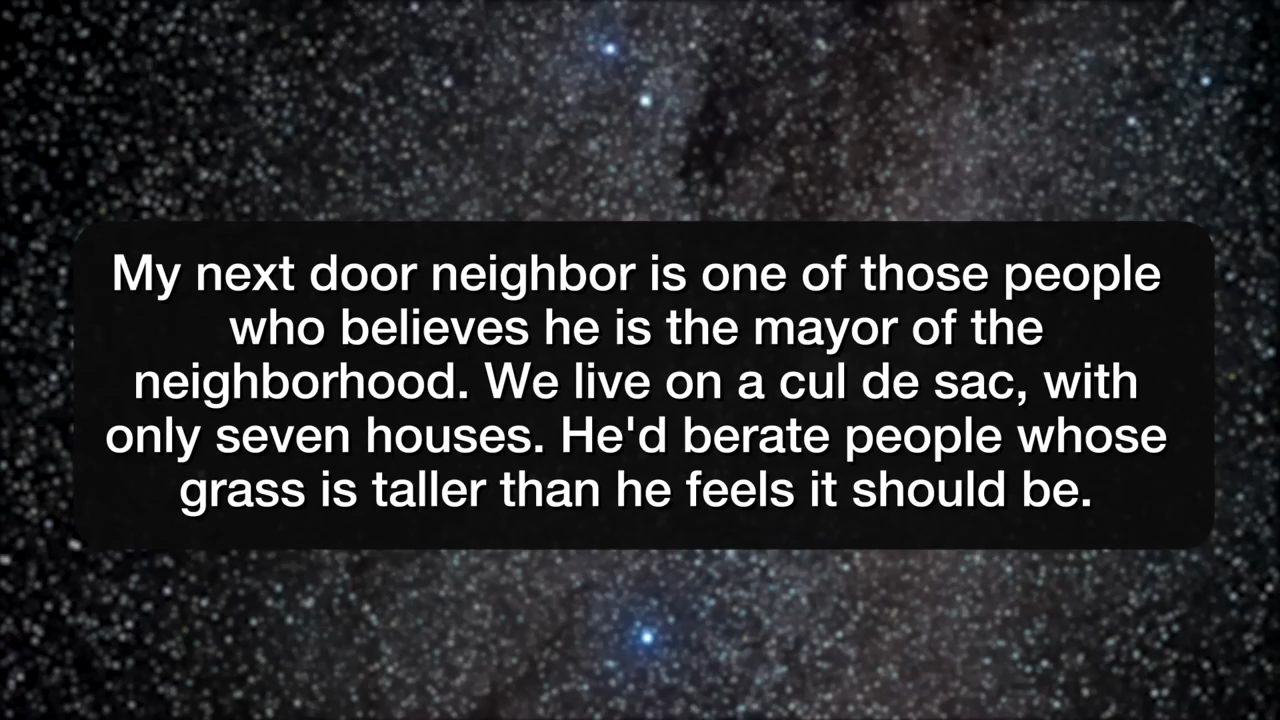 My next door neighbor is one of those people
who believes he is the mayor of the
neighborhood. We live on a cul de sac, with
only seven houses. He'd berate people whose
grass is taller than he feels it should be.